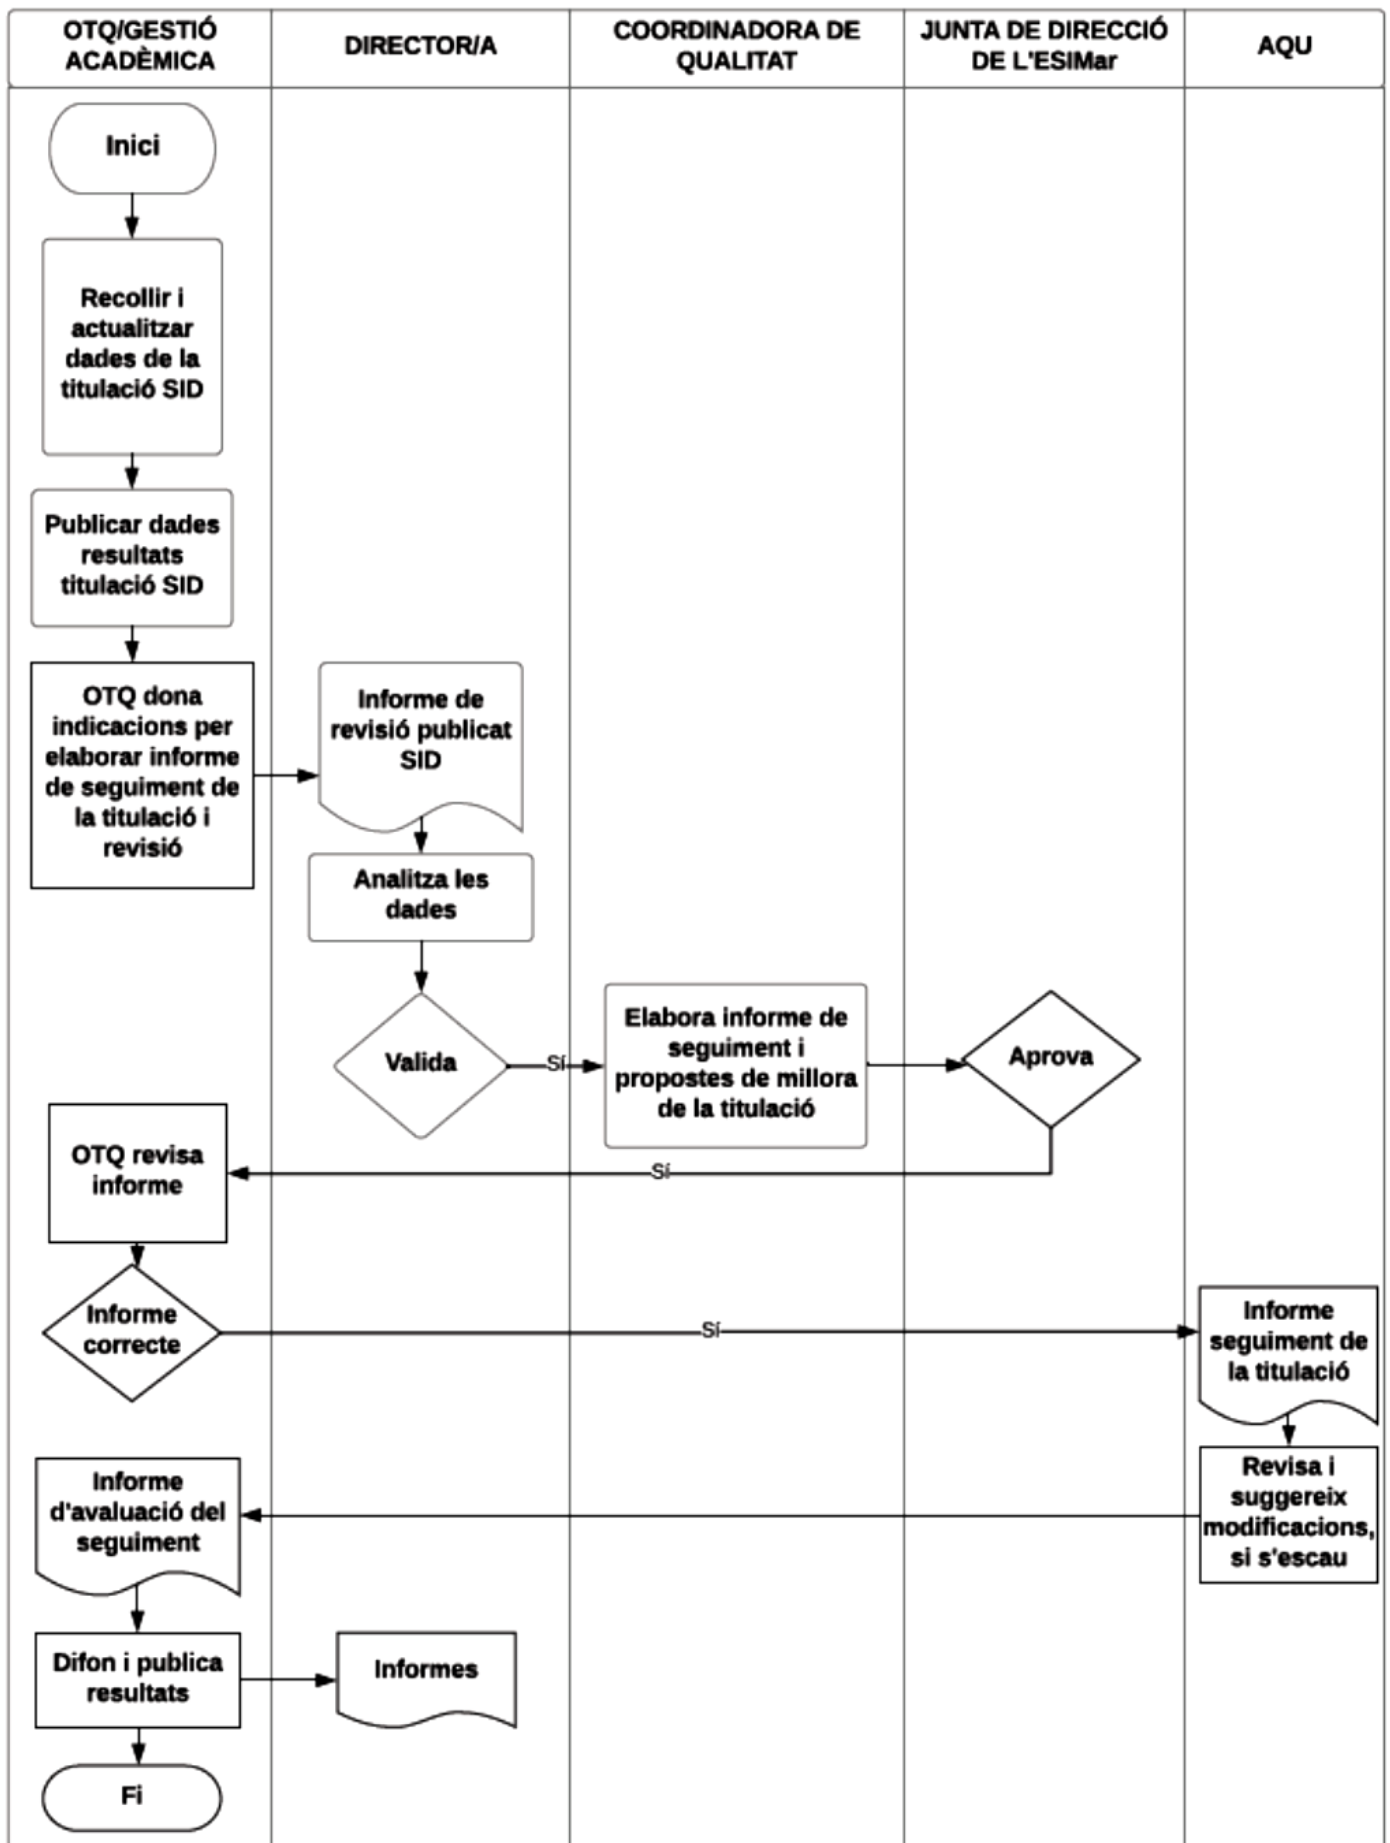 OTQ/GESTIÓ
ACADÈMICA
DIRECTOR/A
COORDINADORA DE
QUALITAT
JUNTA DE DIRECCIÓ
DE L'ESIMar
AQU
Inici
Recollir i
actualitzar
dades de la
titulació SID
Publicar dades
resultats
titulació SID
OTQ dona
indicacions per
elaborar informe
de seguiment de
la titulació i
revisió
Informe de
revisió publicat
SID
Analitza les
dades
Valida
Sí
Elabora informe de
seguiment i
propostes de millora
de la titulació
Aprova
Sí
OTQ revisa
informe
Informe
correcte
Sí
Informe
seguiment de
la titulació
Revisa i
suggereix
modificacions,
si s'escau
Informe
d'avaluació del
seguiment
Difon i publica
resultats
Informes
Fi